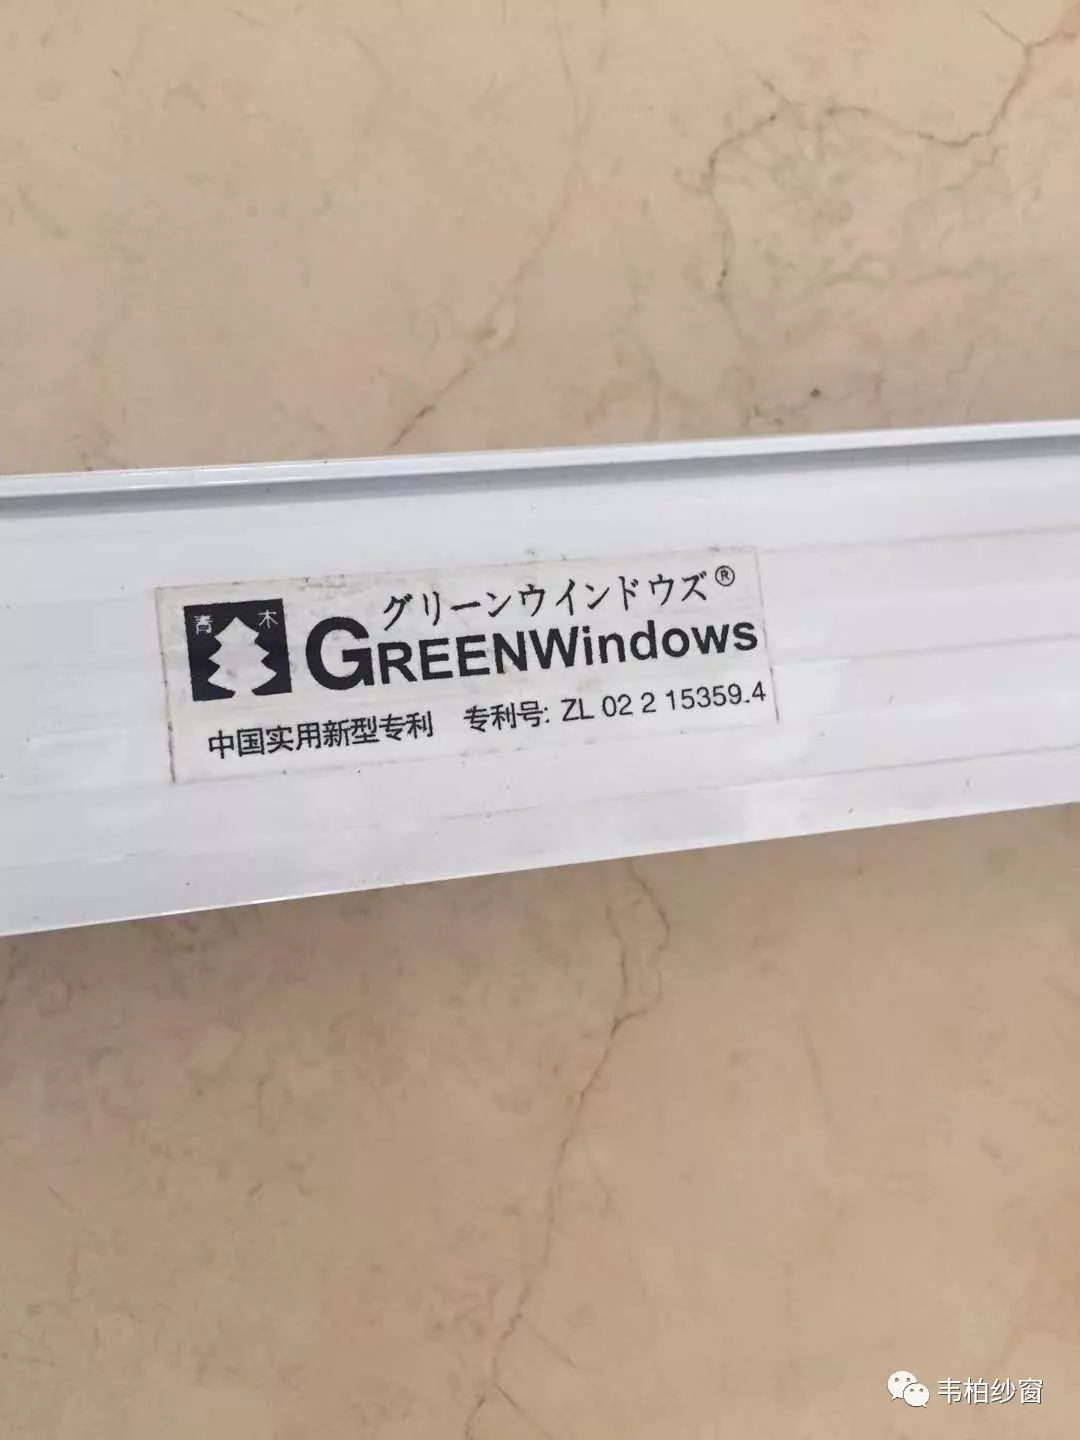 青 木
グリーンウインドウズ®
GREENWindows
中国实用新型专利 专利号: ZL 02 2 15359.4
韦柏纱窗